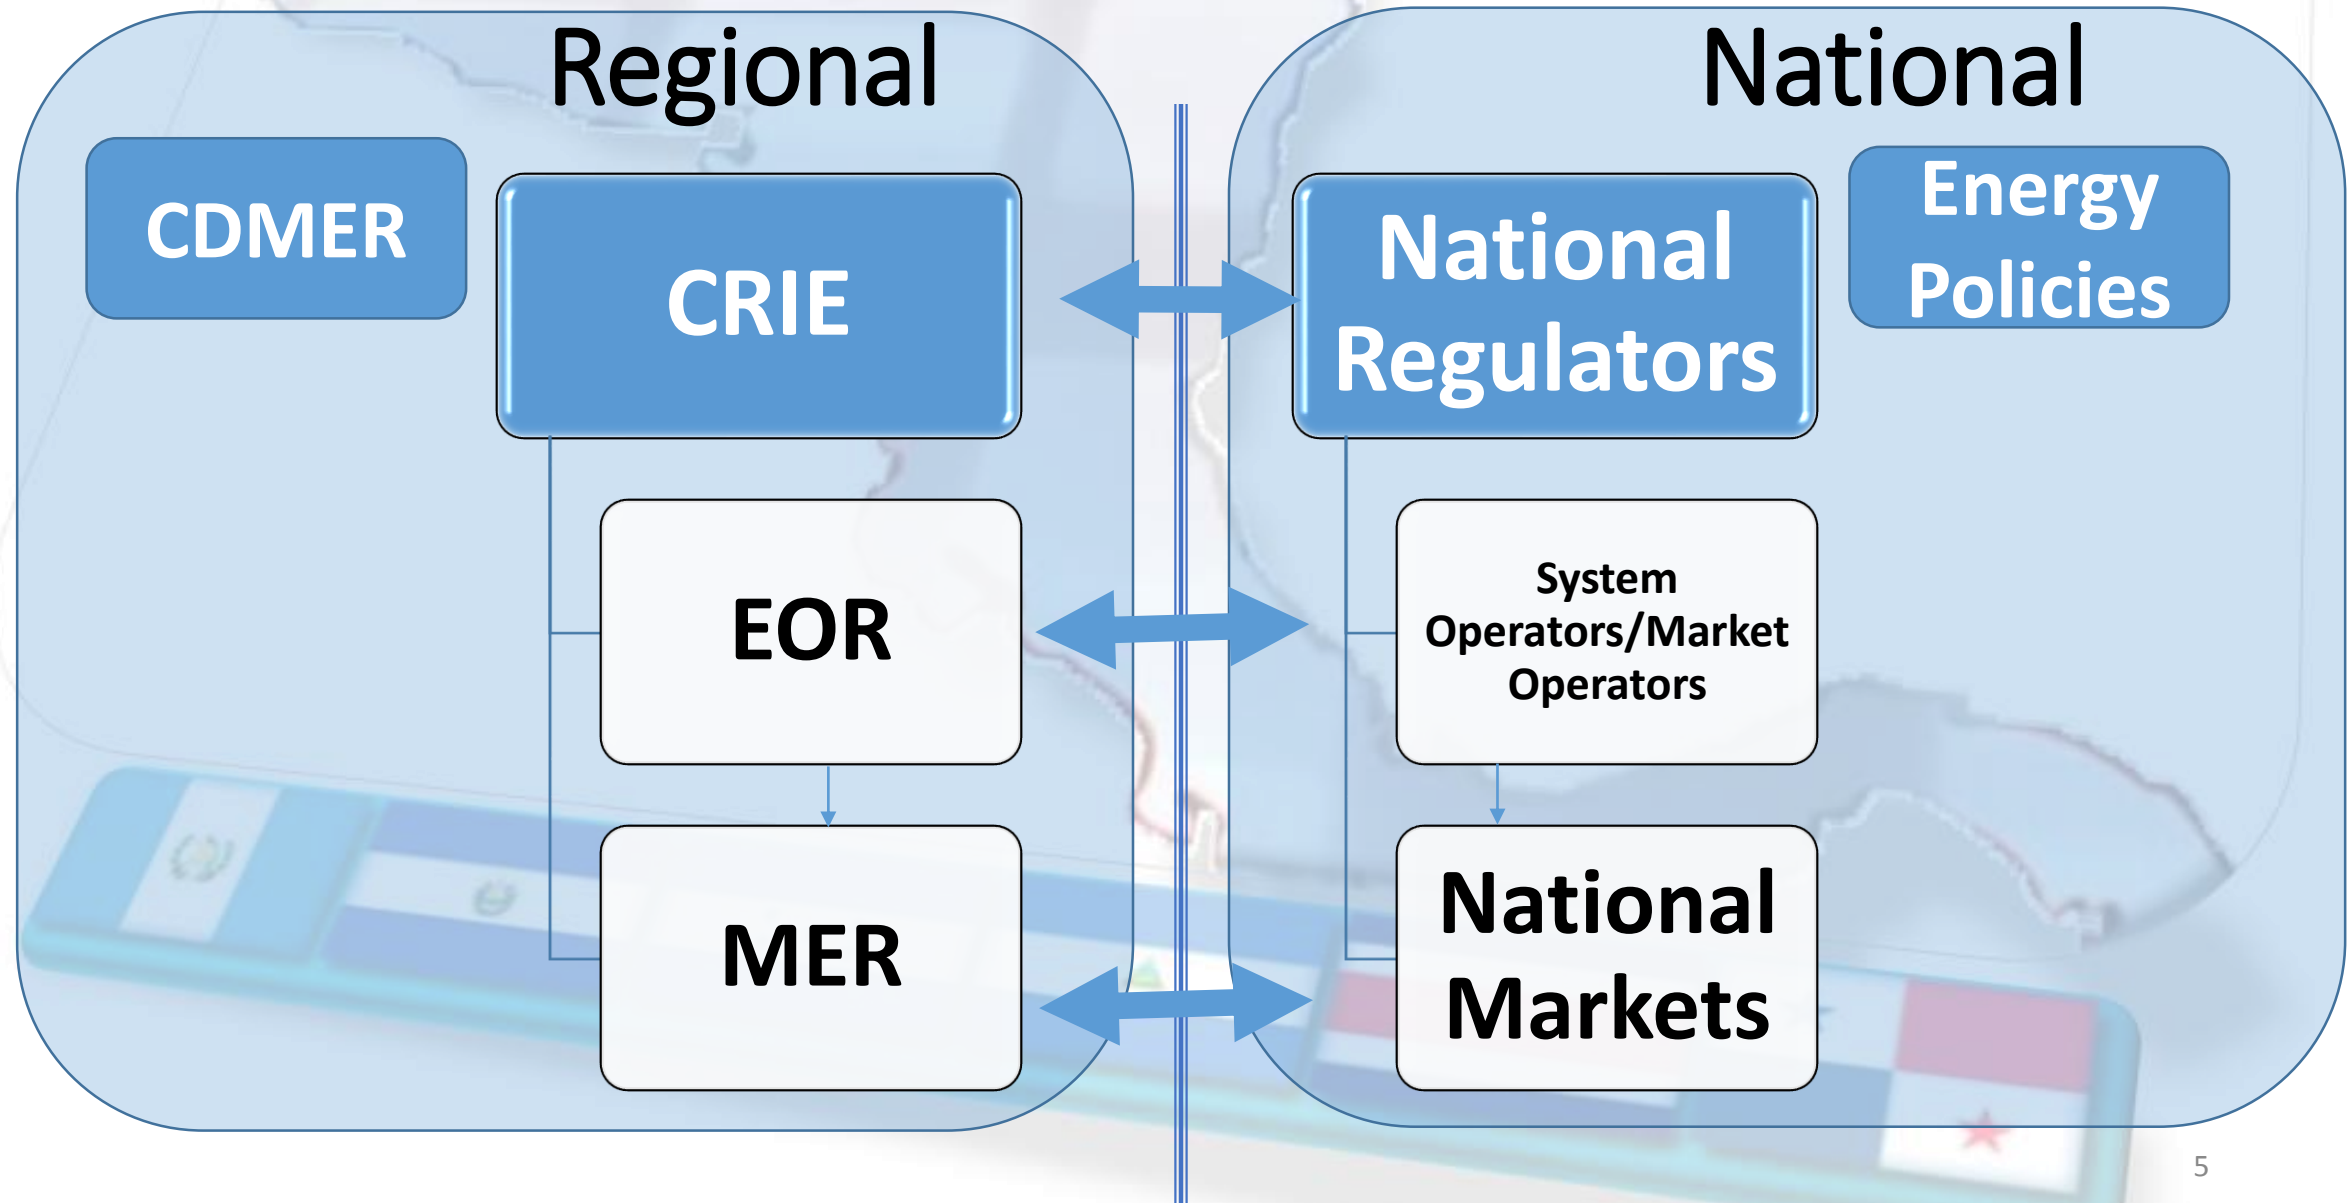 Regional
CDMER
CRIE
EOR
MER
National
National
Regulators
Energy
Policies
System
Operators/Market
Operators
National
Markets
5